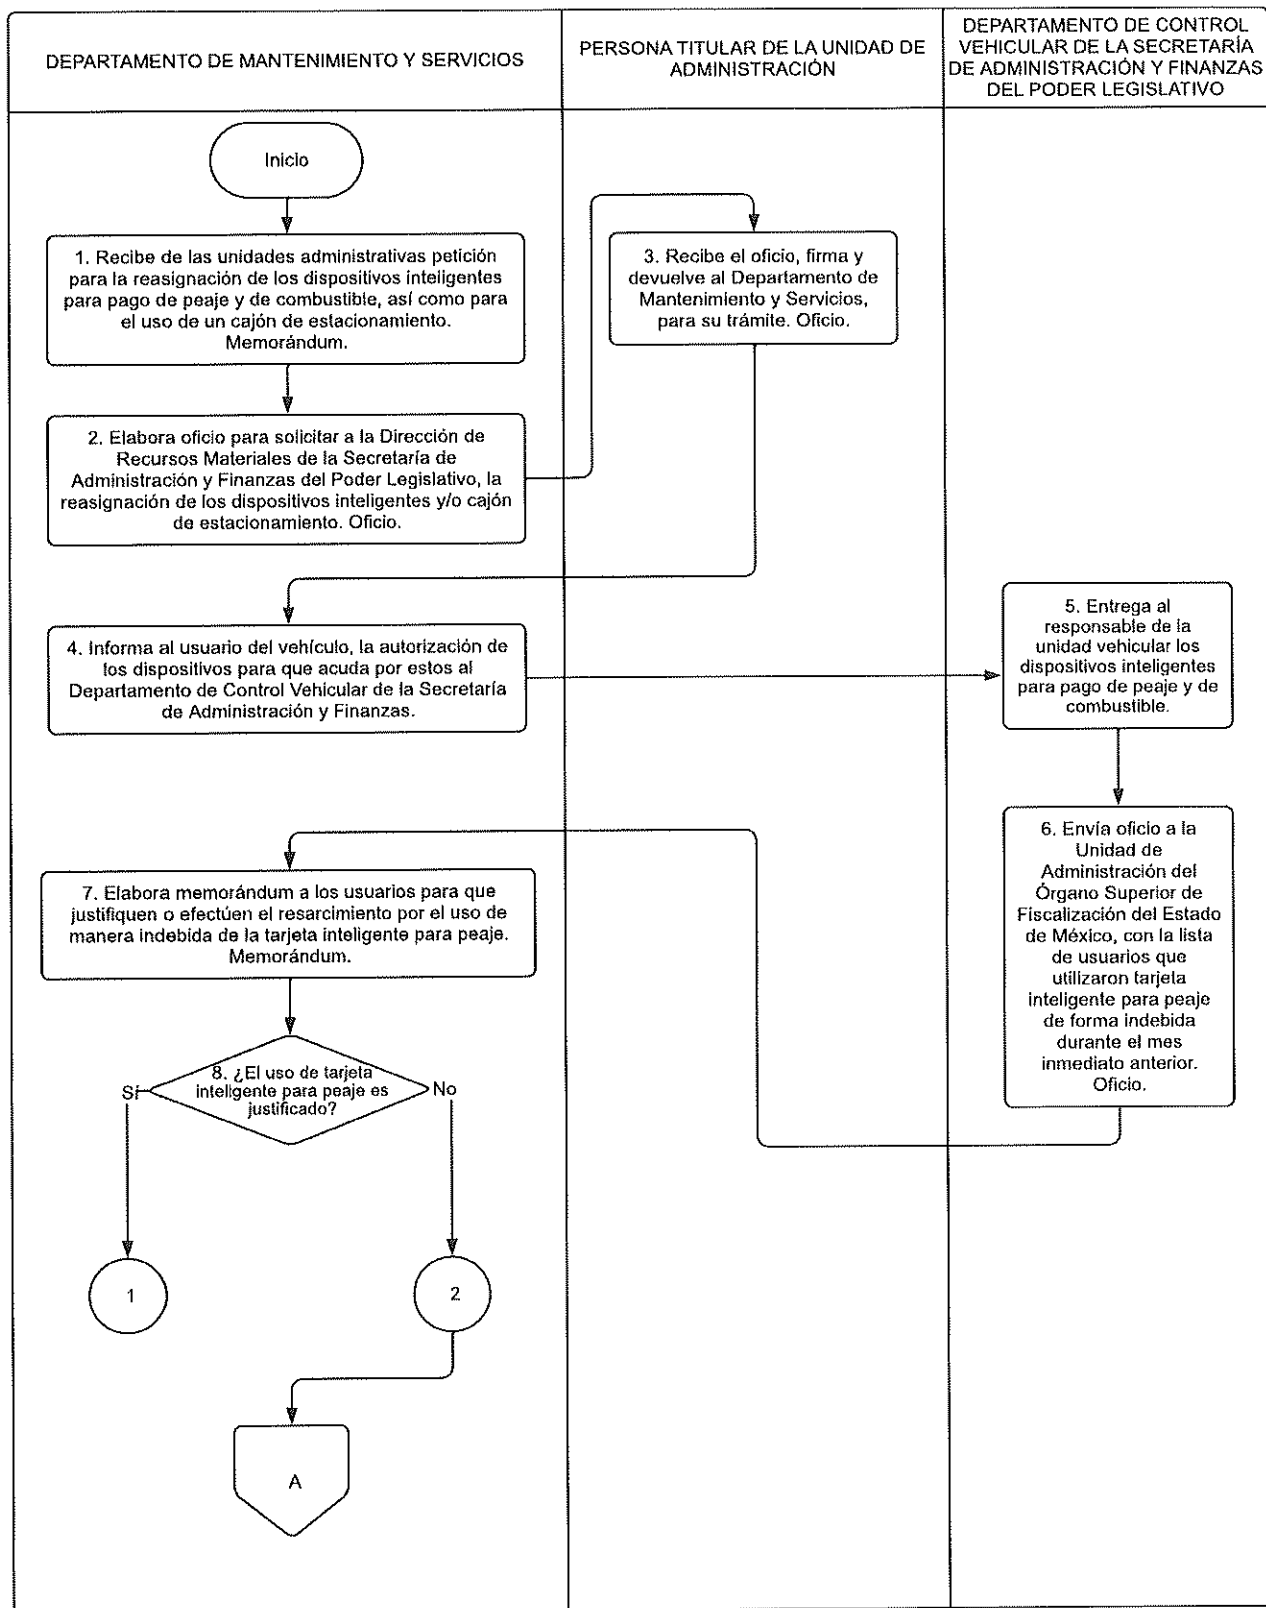 DEPARTAMENTO DE MANTENIMIENTO Y SERVICIOS
PERSONA TITULAR DE LA UNIDAD DE
ADMINISTRACIÓN
DEPARTAMENTO DE CONTROL
VEHICULAR DE LA SECRETARÍA
DE ADMINISTRACIÓN Y FINANZAS
DEL PODER LEGISLATIVO
Inicio
1. Recibe de las unidades administrativas petición
para la reasignación de los dispositivos inteligentes
para pago de peaje y de combustible, así como para
el uso de un cajón de estacionamiento.
Memorándum.
2. Elabora oficio para solicitar a la Dirección de
Recursos Materiales de la Secretaría de
Administración y Finanzas del Poder Legislativo, la
reasignación de los dispositivos inteligentes y/o cajón
de estacionamiento. Oficio.
3. Recibe el oficio, firma y
devuelve al Departamento de
Mantenimiento y Servicios,
para su trámite. Oficio.
4. Informa al usuario del vehículo, la autorización de
los dispositivos para que acuda por estos al
Departamento de Control Vehicular de la Secretaría
de Administración y Finanzas.
5. Entrega al
responsable de la
unidad vehicular los
dispositivos inteligentes
para pago de peaje y de
combustible.
6. Envía oficio a la
Unidad de
Administración del
Órgano Superior de
Fiscalización del Estado
de México, con la lista
de usuarios que
utilizaron tarjeta
inteligente para peaje
de forma indebida
durante el mes
inmediato anterior.
Oficio.
7. Elabora memorándum a los usuarios para que
justifiquen o efectúen el resarcimiento por el uso de
manera indebida de la tarjeta inteligente para peaje.
Memorándum.
8. ¿El uso de tarjeta
inteligente para peaje es
justificado?
Sí
No
1
2
A